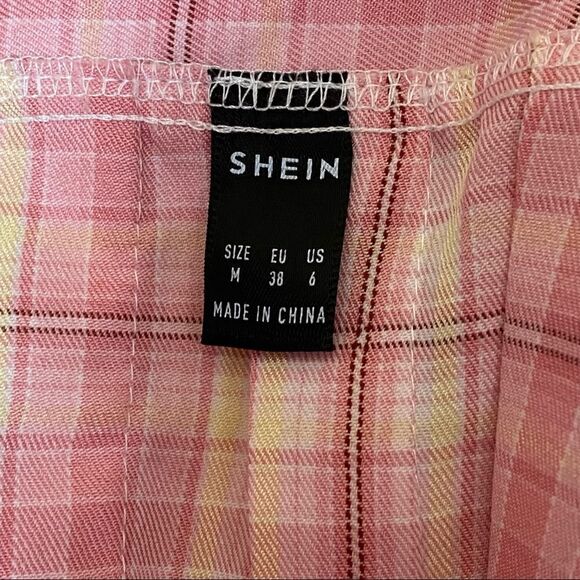 SHEIN
SIZE EU US
M 38 6
MADE IN CHINA